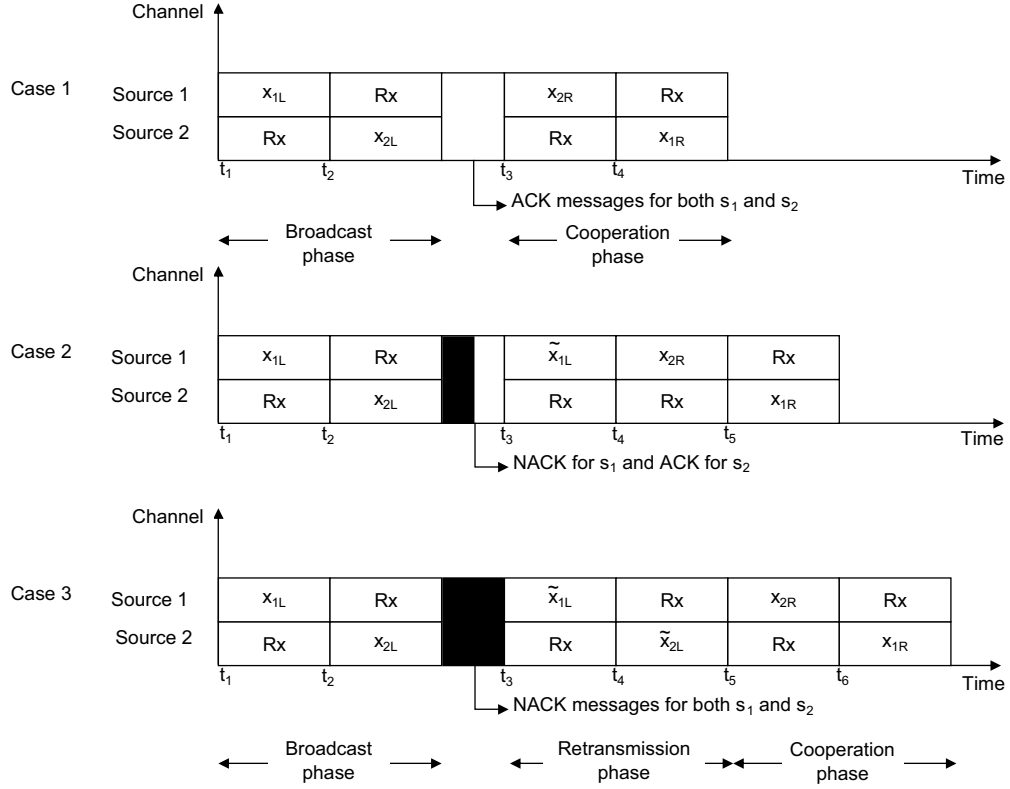 Channel
Case 1
Source 1 x1L Rx x2R Rx
Source 2 Rx x2L Rx x1R
t1 t2 t3 t4
Time
ACK messages for both s1 and s2
Broadcast phase
Cooperation phase
Channel
Case 2
Source 1 x1L Rx x̃1L x2R Rx
Source 2 Rx x2L Rx Rx x1R
t1 t2 t3 t4 t5
Time
NACK for s1 and ACK for s2
Channel
Case 3
Source 1 x1L Rx x̃1L Rx x2R Rx
Source 2 Rx x2L Rx x̃2L Rx x1R
t1 t2 t3 t4 t5 t6
Time
NACK messages for both s1 and s2
Broadcast phase
Retransmission phase
Cooperation phase